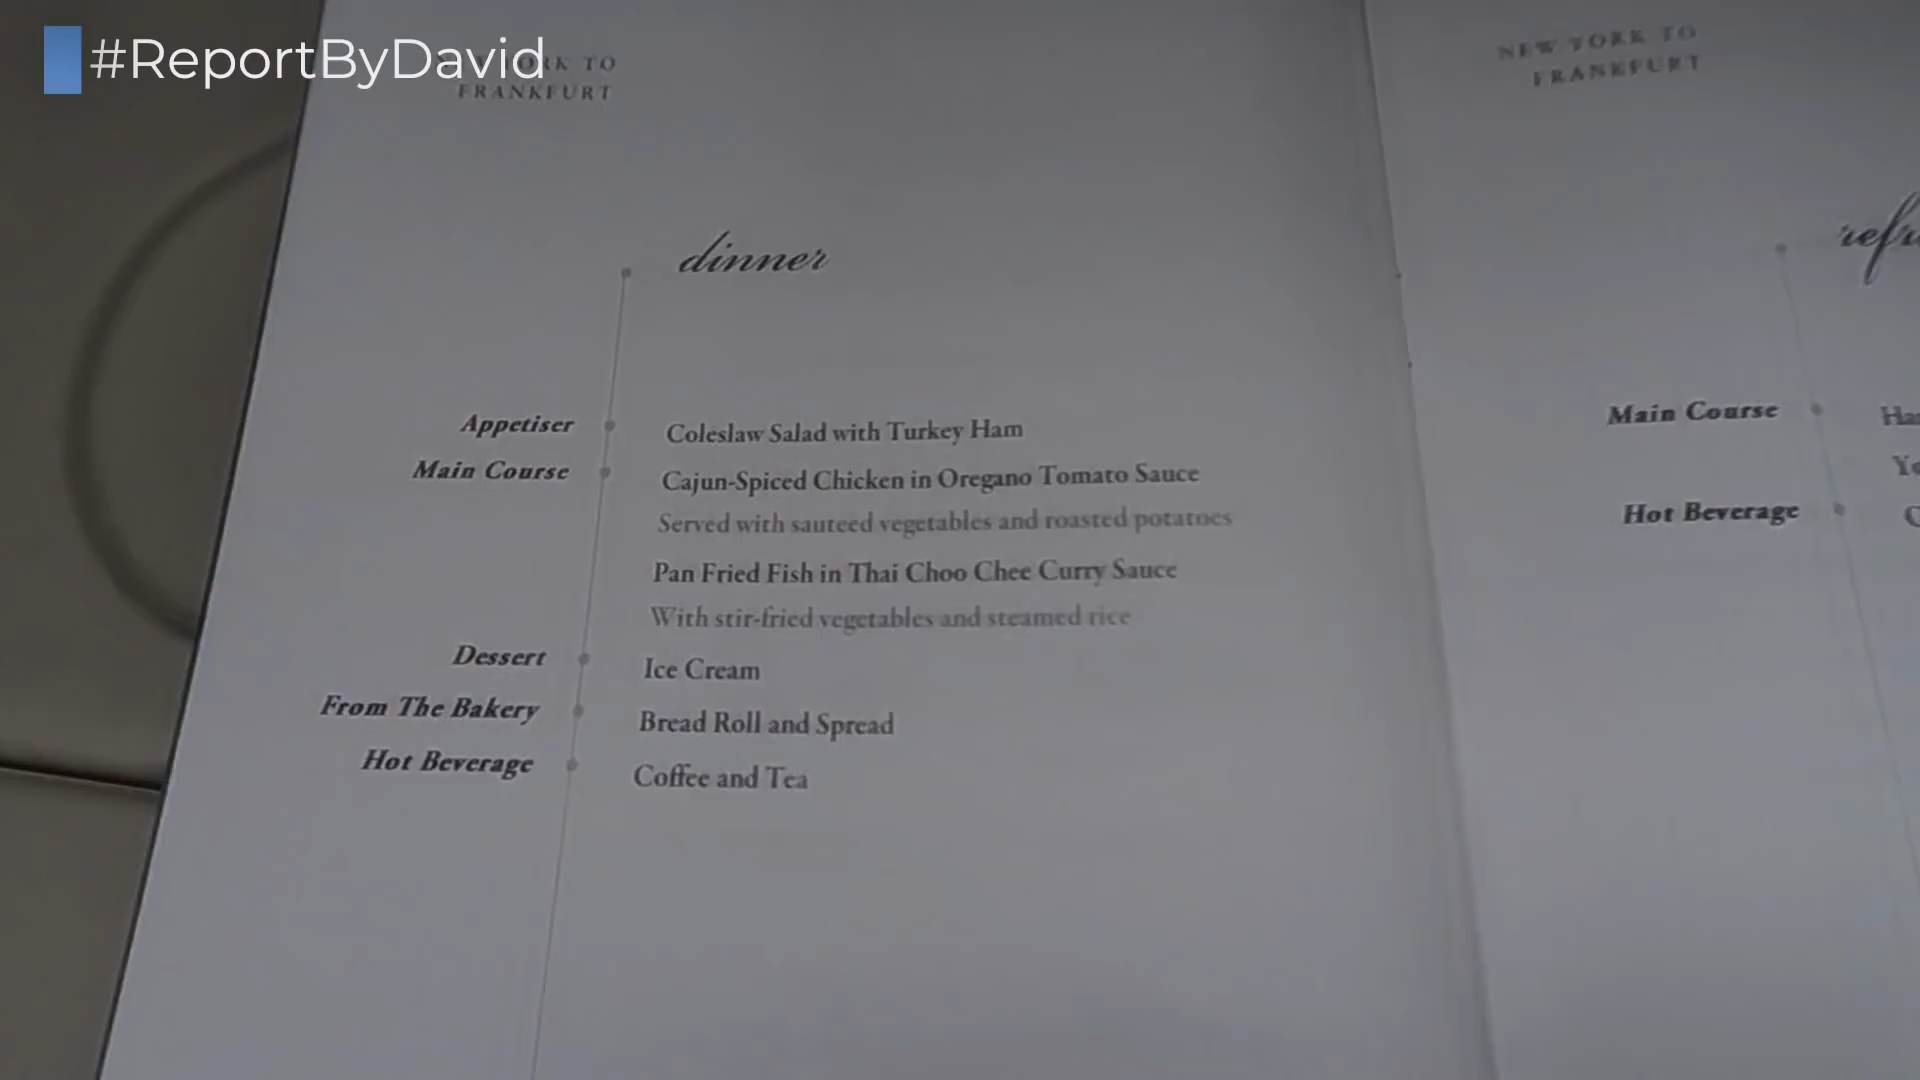 #ReportByDavid
RK TO
FRANKFURT
dinner
Appetiser
Coleslaw Salad with Turkey Ham
Main Course
Cajun-Spiced Chicken in Oregano Tomato Sauce
Served with sauteed vegetables and roasted potatoes
Pan Fried Fish in Thai Choo Chee Curry Sauce
With stir-fried vegetables and steamed rice
Dessert
Ice Cream
From The Bakery
Bread Roll and Spread
Hot Beverage
Coffee and Tea
NEW YORK TO
FRANKFURT
Main Course
Hot Beverage